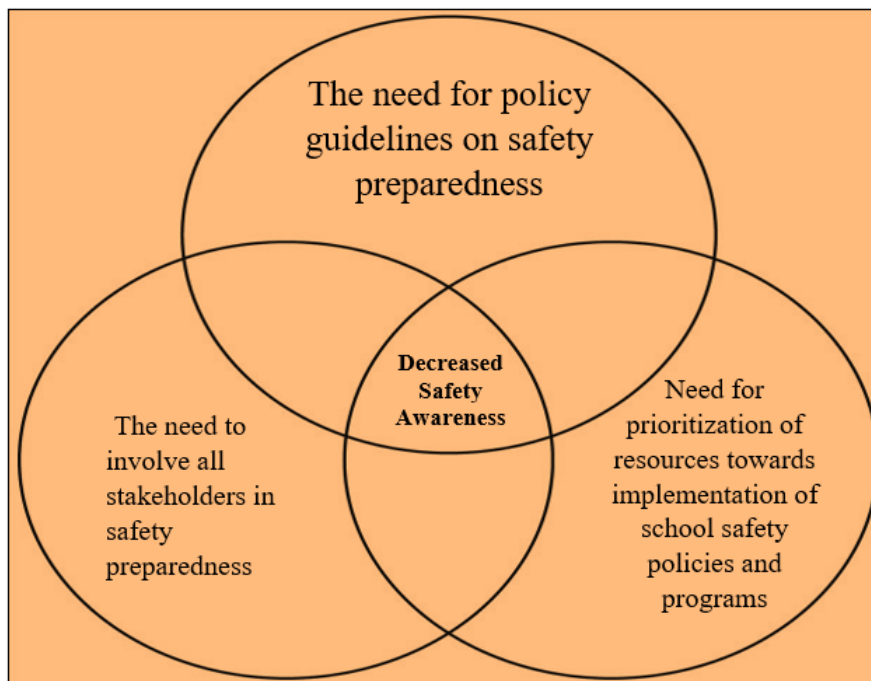 The need for policy
guidelines on safety
preparedness
Decreased
Safety
Awareness
The need to
involve all
stakeholders in
safety
preparedness
Need for
prioritization of
resources towards
implementation of
school safety
policies and
programs